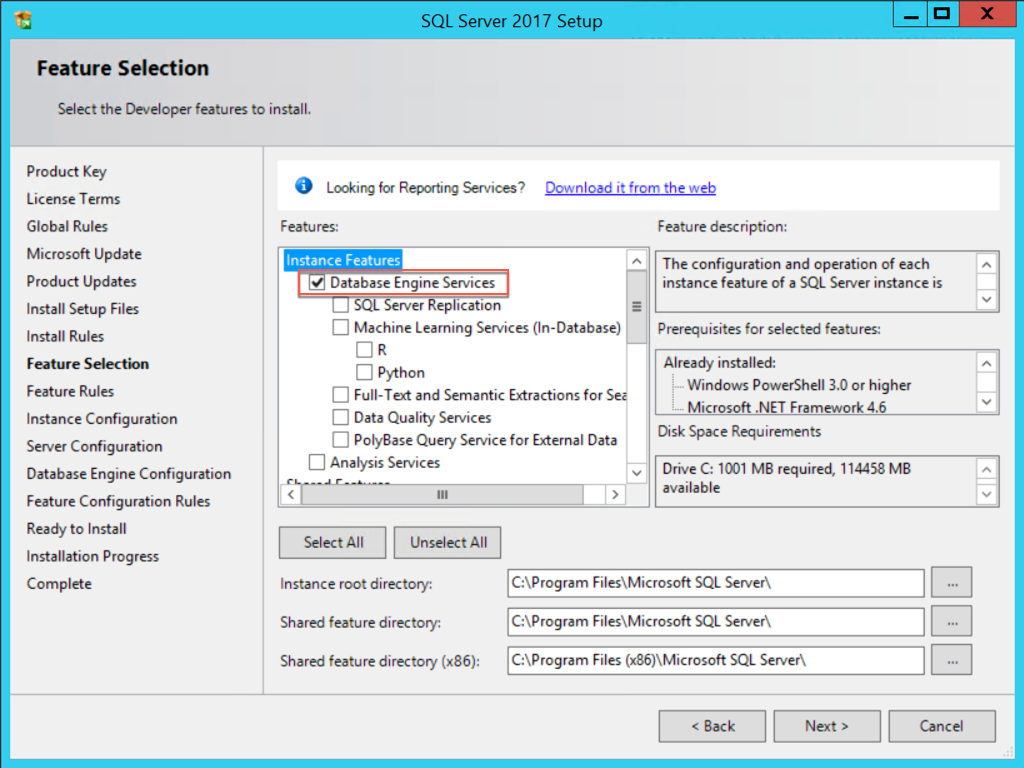 SQL Server 2017 Setup
Feature Selection
Select the Developer features to install.
Product Key
License Terms
Global Rules
Microsoft Update
Product Updates
Install Setup Files
Install Rules
Feature Selection
Feature Rules
Instance Configuration
Server Configuration
Database Engine Configuration
Feature Configuration Rules
Ready to Install
Installation Progress
Complete
Looking for Reporting Services? Download it from the web
Features:
Instance Features
Database Engine Services
SQL Server Replication
Machine Learning Services (In-Database)
R
Python
Full-Text and Semantic Extractions for Sea
Data Quality Services
PolyBase Query Service for External Data
Analysis Services
Shared Features
Feature description:
The configuration and operation of each
instance feature of a SQL Server instance is
Prerequisites for selected features:
Already installed:
Windows PowerShell 3.0 or higher
Microsoft .NET Framework 4.6
Disk Space Requirements
Drive C: 1001 MB required, 114458 MB
available
Select All
Unselect All
Instance root directory: C:\Program Files\Microsoft SQL Server\ ...
Shared feature directory: C:\Program Files\Microsoft SQL Server\ ...
Shared feature directory (x86): C:\Program Files (x86)\Microsoft SQL Server\ ...
< Back
Next >
Cancel